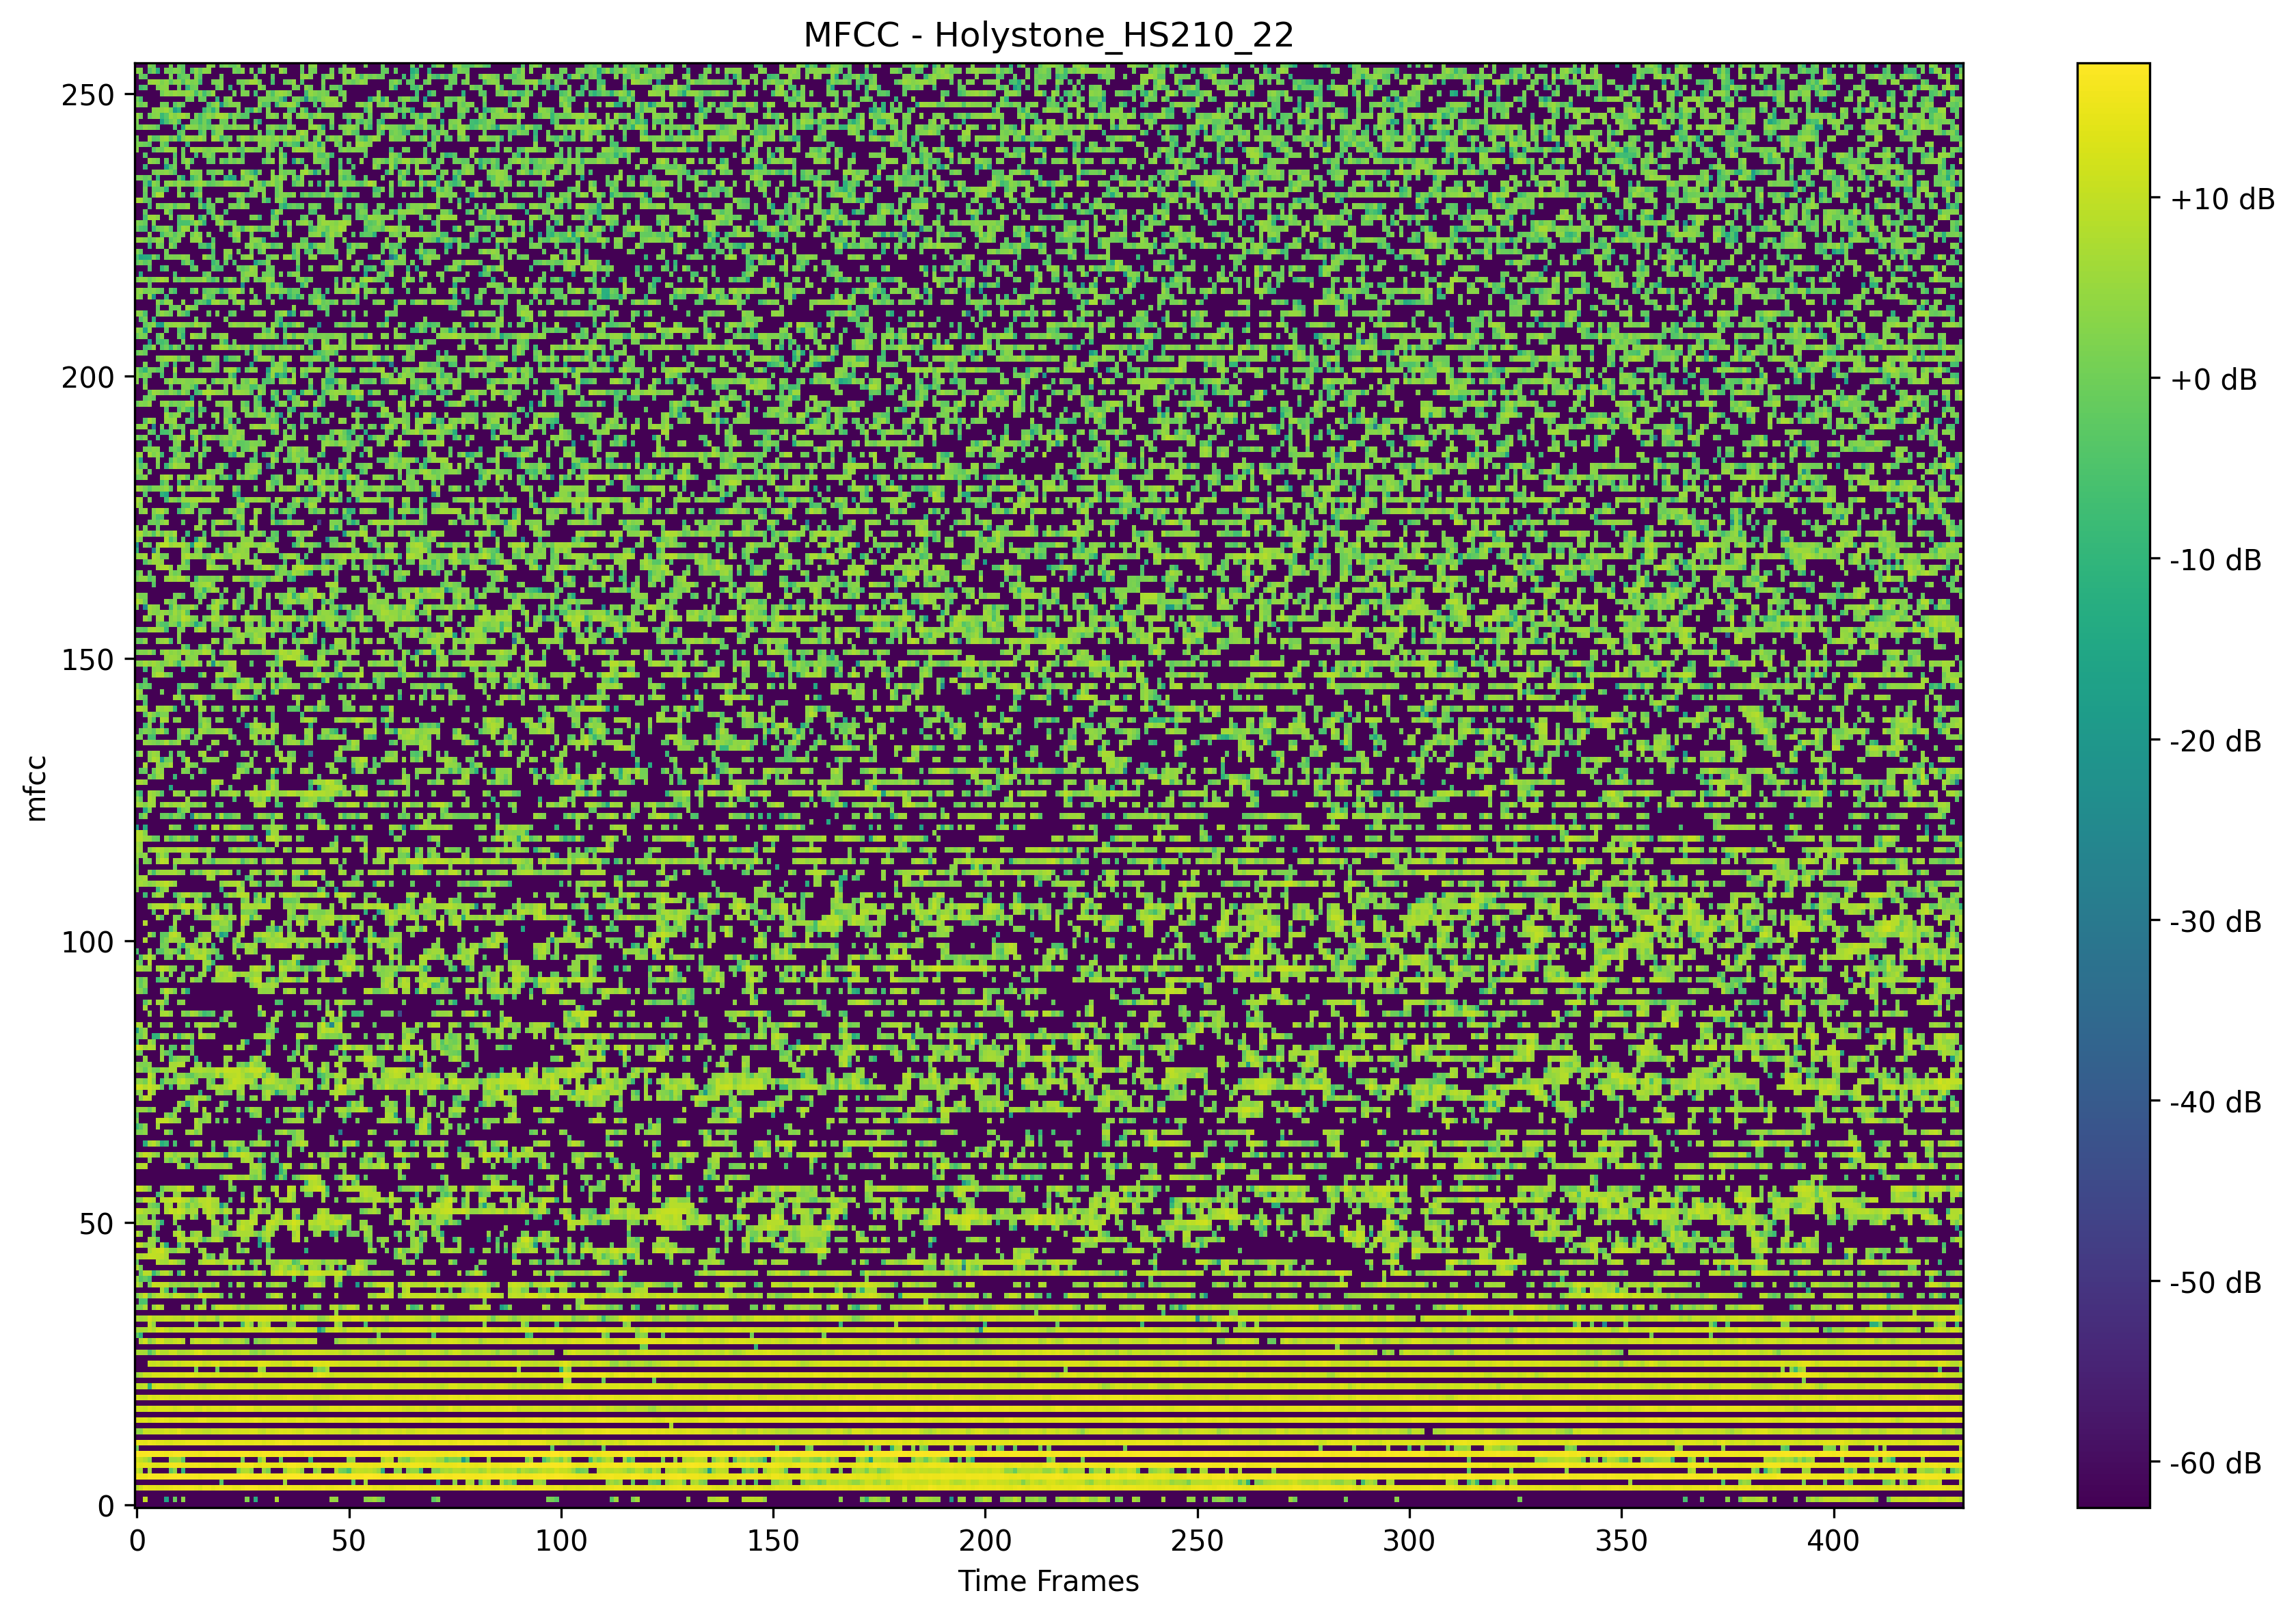 MFCC - Holystone_HS210_22
250
200
150
100
50
0
mfcc
0 50 100 150 200 250 300 350 400
Time Frames
+10 dB
+0 dB
-10 dB
-20 dB
-30 dB
-40 dB
-50 dB
-60 dB